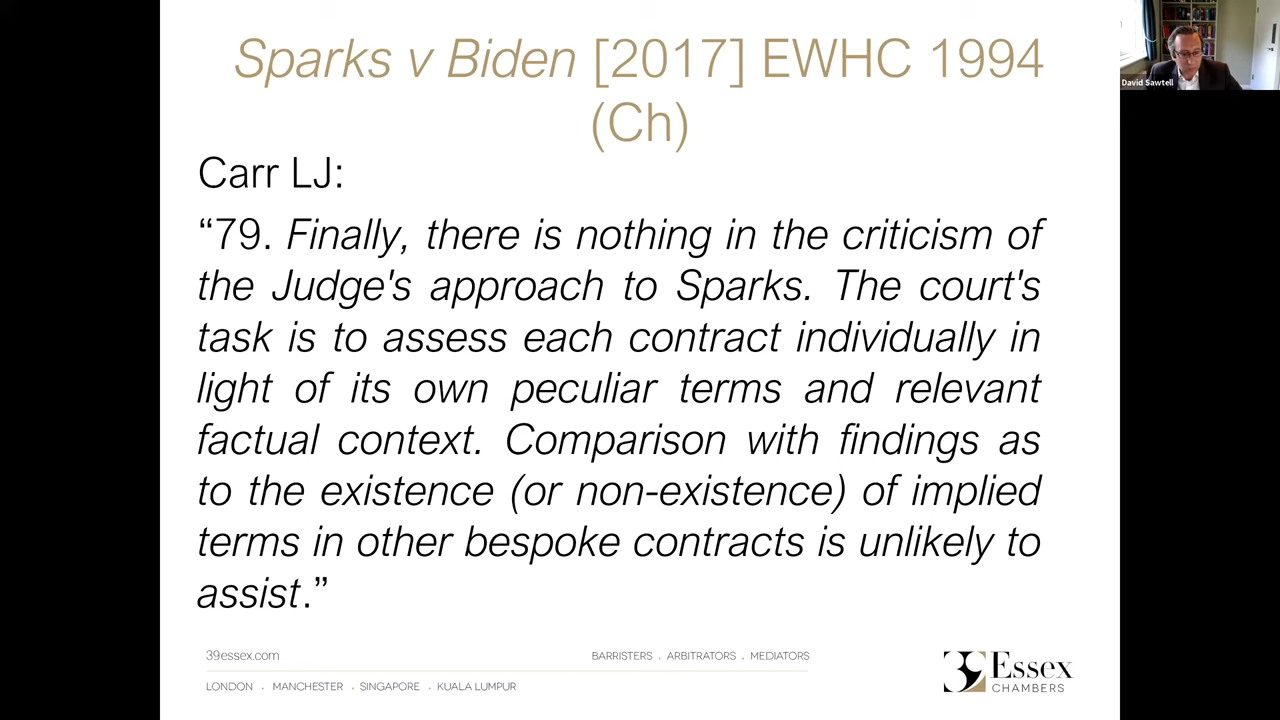 Sparks v Biden [2017] EWHC 1994
(Ch)
David Sawtell
Carr LJ:
“79. Finally, there is nothing in the criticism of
the Judge's approach to Sparks. The court's
task is to assess each contract individually in
light of its own peculiar terms and relevant
factual context. Comparison with findings as
to the existence (or non-existence) of implied
terms in other bespoke contracts is unlikely to
assist.”
39essex.com
BARRISTERS . ARBITRATORS . MEDIATORS
LONDON . MANCHESTER . SINGAPORE . KUALA LUMPUR
39 Essex
CHAMBERS